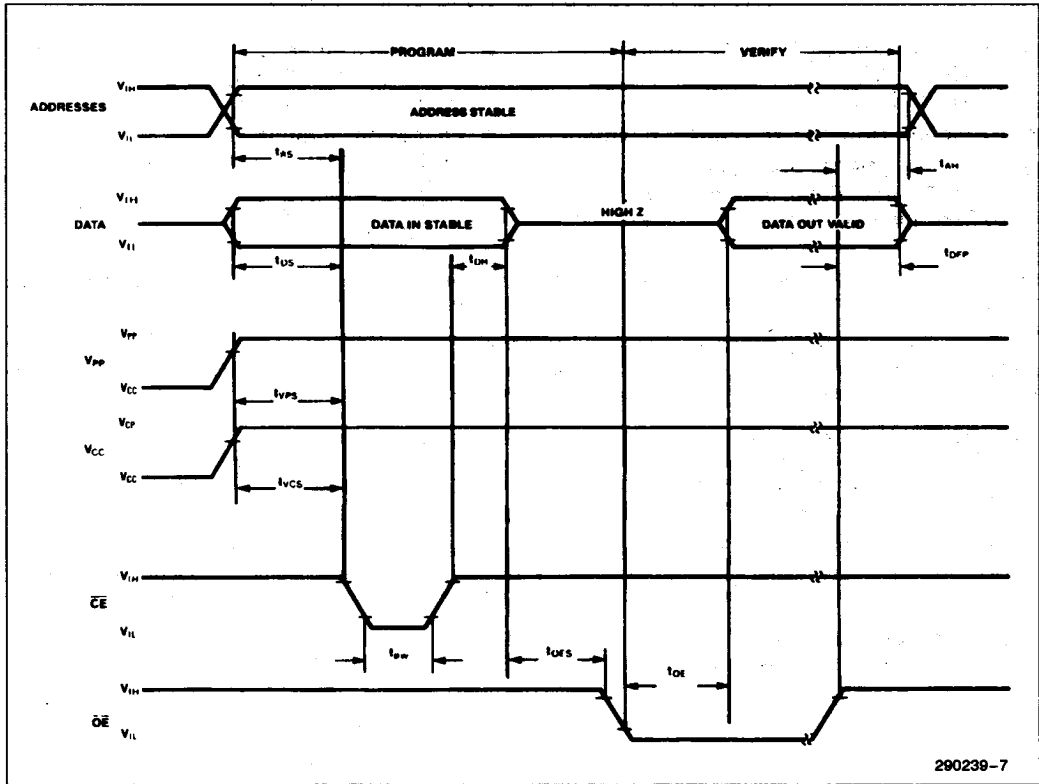 PROGRAM
VERIFY
ADDRESSES
VIH
VIL
ADDRESS STABLE
tAS
tAH
DATA
VIH
VIL
DATA IN STABLE
HIGH Z
DATA OUT VALID
tDS
tDH
tDFP
VPP
VPP
VCC
tVPS
VCC
VCP
VCC
tVCS
CE
VIH
VIL
tPW
tOES
OE
VIH
VIL
tOE
290239-7